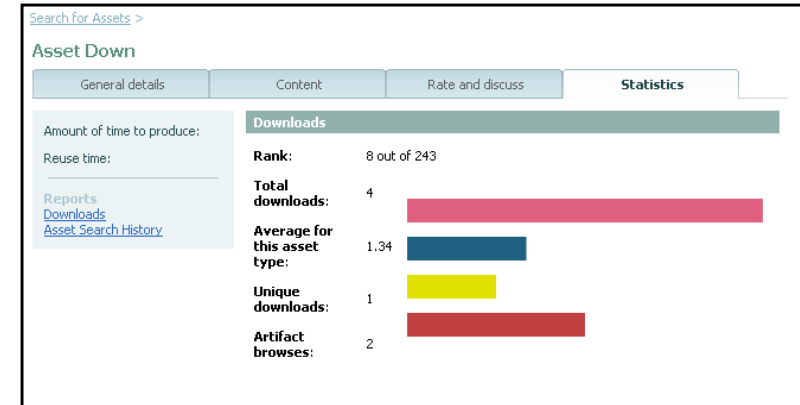 Search for Assets >
Asset Down
General details
Content
Rate and discuss
Statistics
Amount of time to produce:
Reuse time:
Reports
Downloads
Asset Search History
Downloads
Rank: 8 out of 243
Total
downloads: 4
Average for
this asset 1.34
type:
Unique
downloads: 1
Artifact
browses: 2